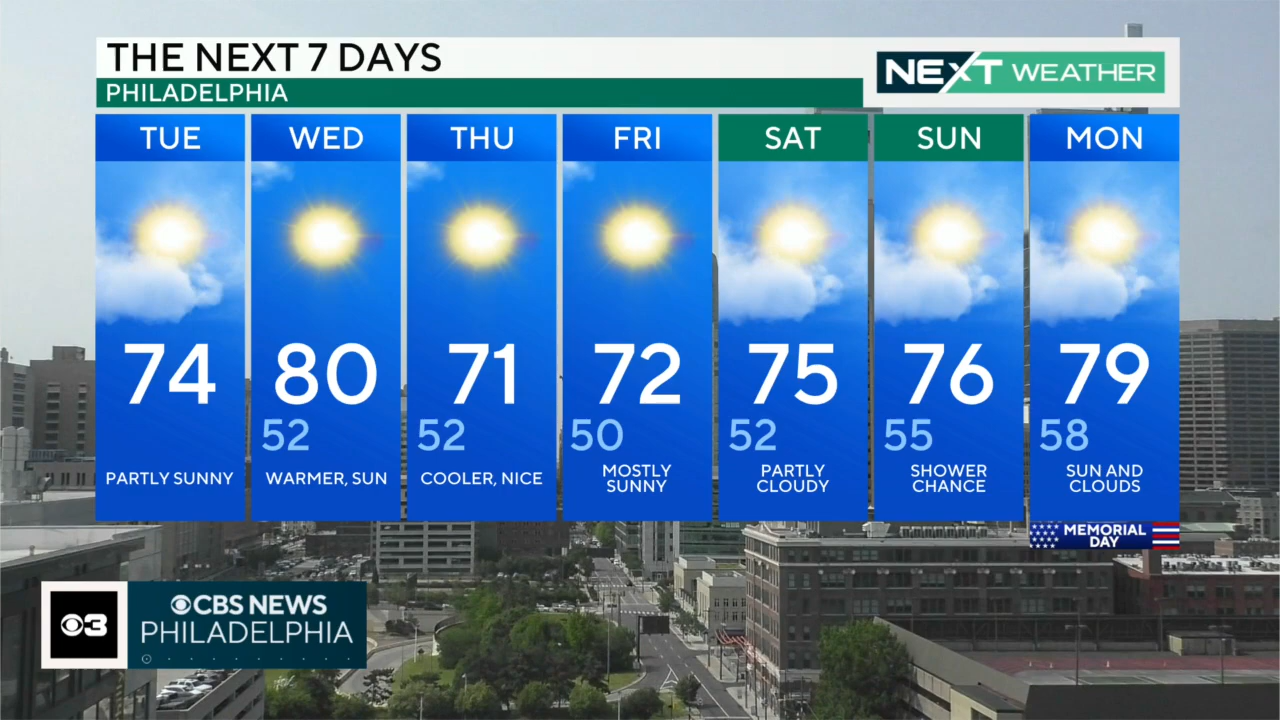 THE NEXT 7 DAYS
NEXT WEATHER
PHILADELPHIA
TUE
WED
THU
FRI
SAT
SUN
MON
74
80
71
72
75
76
79
52
52
50
52
55
58
PARTLY SUNNY
WARMER, SUN
COOLER, NICE
MOSTLY
SUNNY
PARTLY
CLOUDY
SHOWER
CHANCE
SUN AND
CLOUDS
MEMORIAL
DAY
3
CBS NEWS
PHILADELPHIA